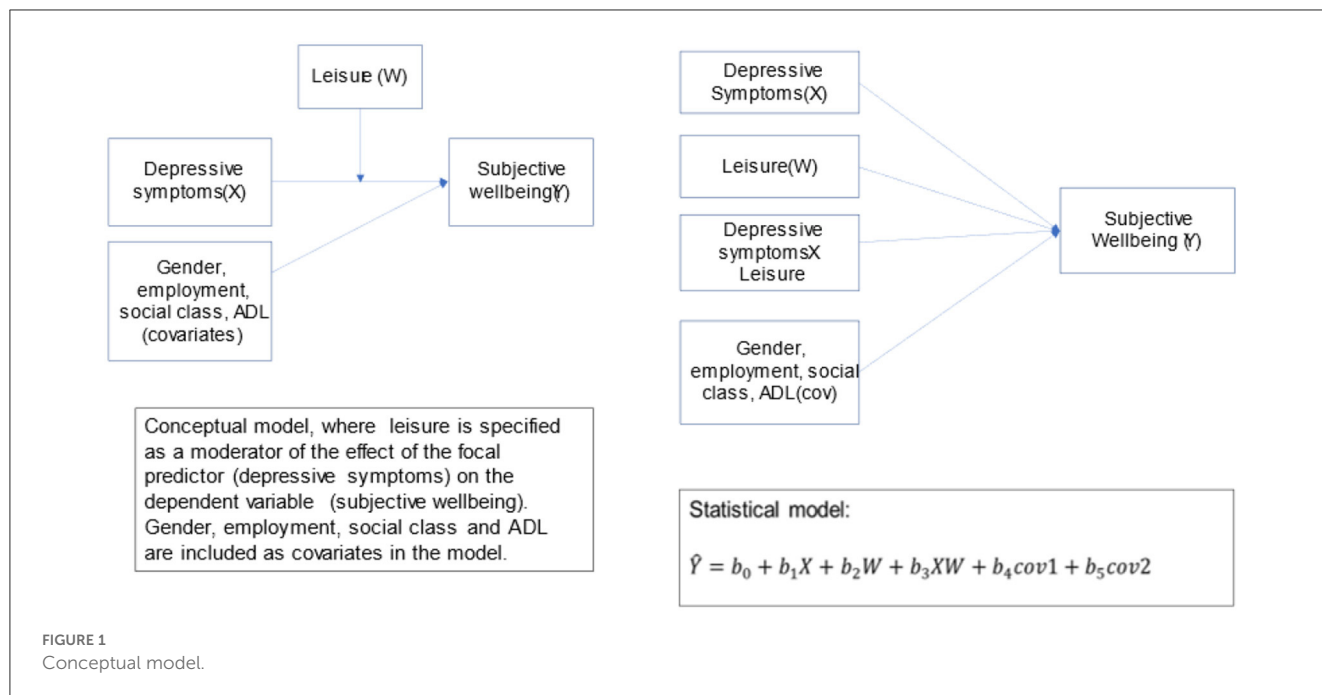 Leisure (W)
Depressive
symptoms(X)
Subjective
wellbeing(Y)
Gender,
employment,
social class, ADL
(covariates)
Conceptual model, where leisure is specified
as a moderator of the effect of the focal
predictor (depressive symptoms) on the
dependent variable (subjective wellbeing).
Gender, employment, social class and ADL
are included as covariates in the model.
Depressive
Symptoms(X)
Leisure(W)
Depressive
symptomsX
Leisure
Gender,
employment, social
class, ADL(cov)
Subjective
Wellbeing (Y)
Statistical model:
Ŷ = b₀ + b₁X + b₂W + b₃XW + b₄cov1 + b₅cov2
FIGURE 1
Conceptual model.